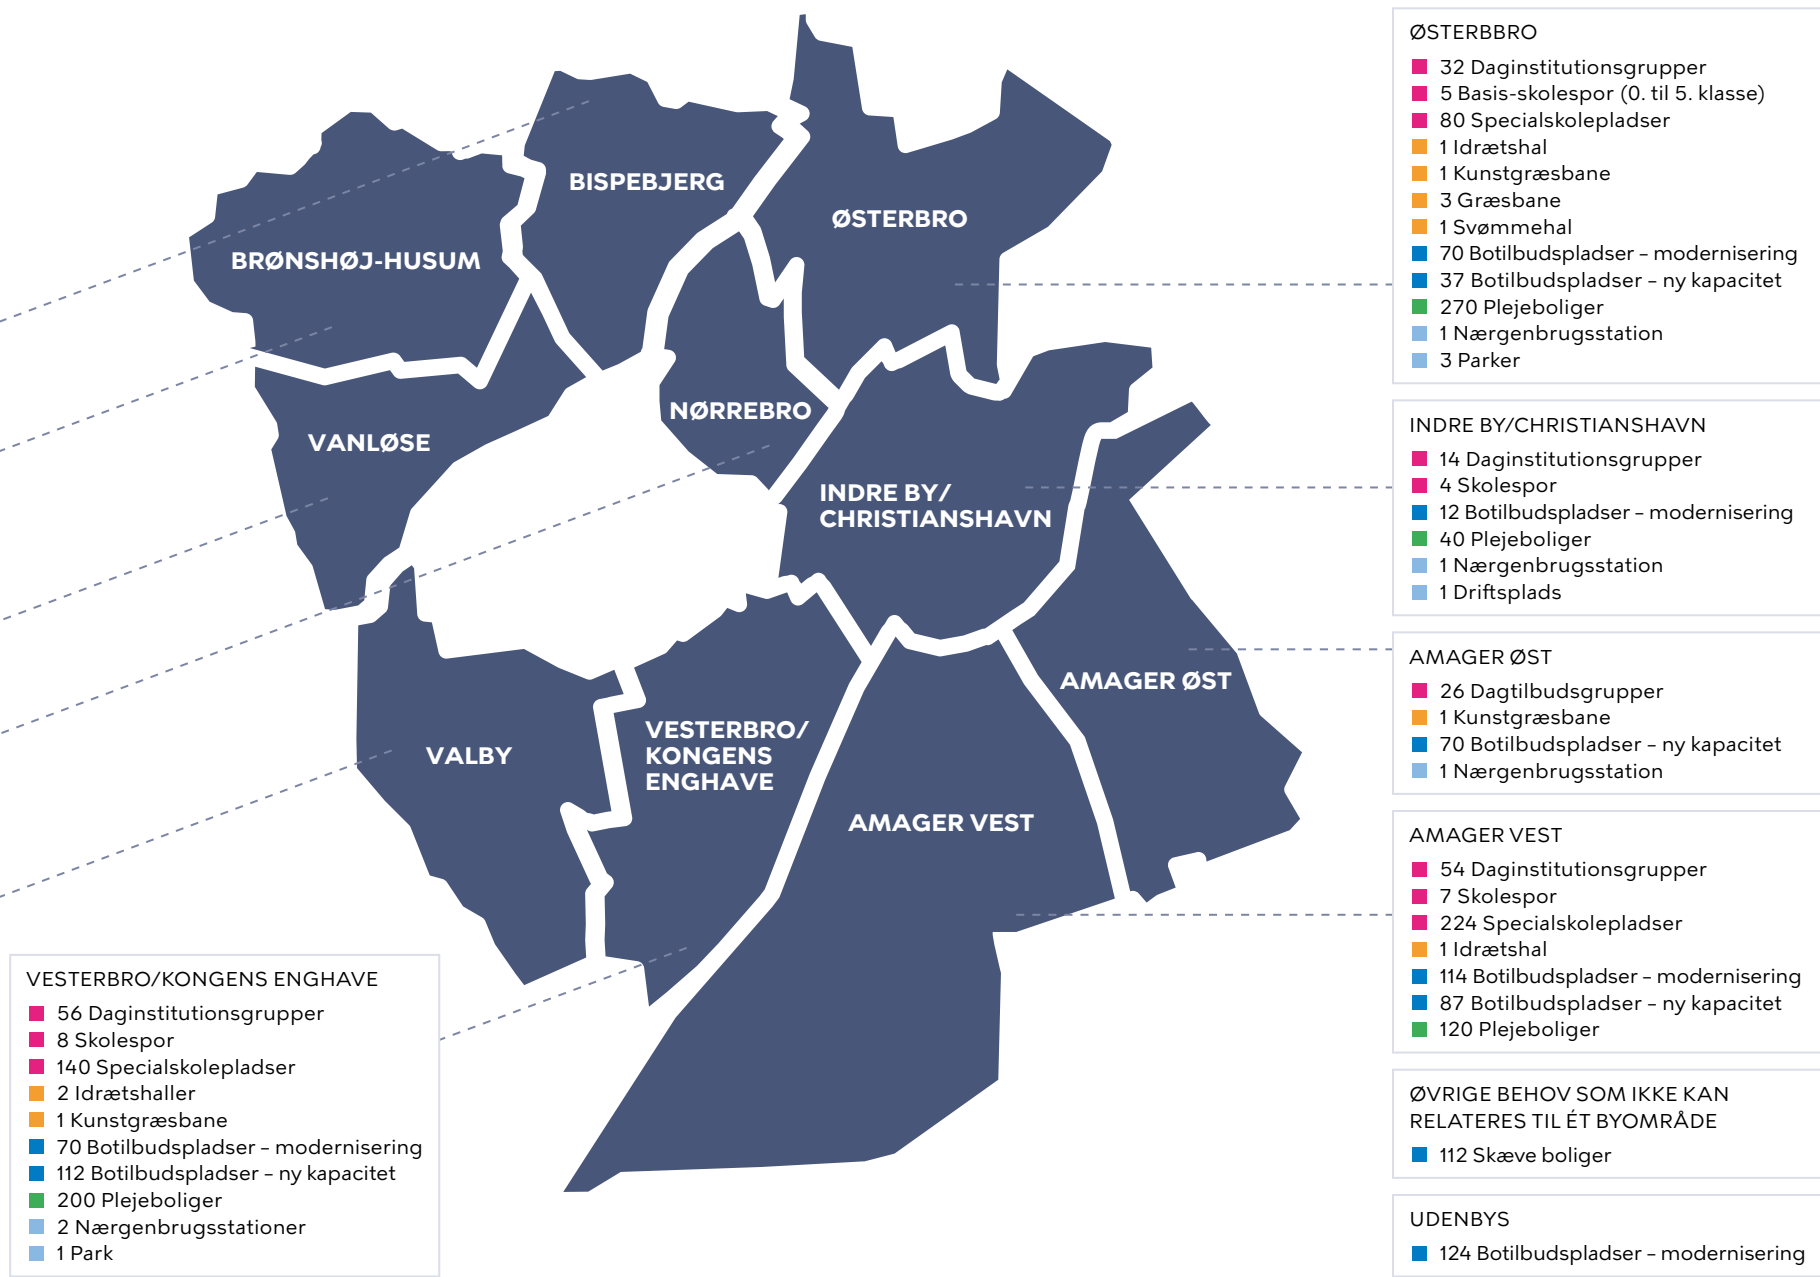 BISPEBJERG
ØSTERBRO
BRØNSHØJ-HUSUM
NØRREBRO
VANLØSE
INDRE BY/
CHRISTIANSHAVN
AMAGER ØST
VESTERBRO/
KONGENS
ENGHAVE
VALBY
AMAGER VEST
ØSTERBBRO
32 Daginstitutionsgrupper
5 Basis-skolespor (0. til 5. klasse)
80 Specialskolepladser
1 Idrætshal
1 Kunstgræsbane
3 Græsbane
1 Svømmehal
70 Botilbudspladser – modernisering
37 Botilbudspladser – ny kapacitet
270 Plejeboliger
1 Nærgenbrugsstation
3 Parker
INDRE BY/CHRISTIANSHAVN
14 Daginstitutionsgrupper
4 Skolespor
12 Botilbudspladser – modernisering
40 Plejeboliger
1 Nærgenbrugsstation
1 Driftsplads
AMAGER ØST
26 Dagtilbudsgrupper
1 Kunstgræsbane
70 Botilbudspladser – ny kapacitet
1 Nærgenbrugsstation
AMAGER VEST
54 Daginstitutionsgrupper
7 Skolespor
224 Specialskolepladser
1 Idrætshal
114 Botilbudspladser – modernisering
87 Botilbudspladser – ny kapacitet
120 Plejeboliger
ØVRIGE BEHOV SOM IKKE KAN
RELATERES TIL ÉT BYOMRÅDE
112 Skæve boliger
UDENBYS
124 Botilbudspladser – modernisering
VESTERBRO/KONGENS ENGHAVE
56 Daginstitutionsgrupper
8 Skolespor
140 Specialskolepladser
2 Idrætshaller
1 Kunstgræsbane
70 Botilbudspladser – modernisering
112 Botilbudspladser – ny kapacitet
200 Plejeboliger
2 Nærgenbrugsstationer
1 Park